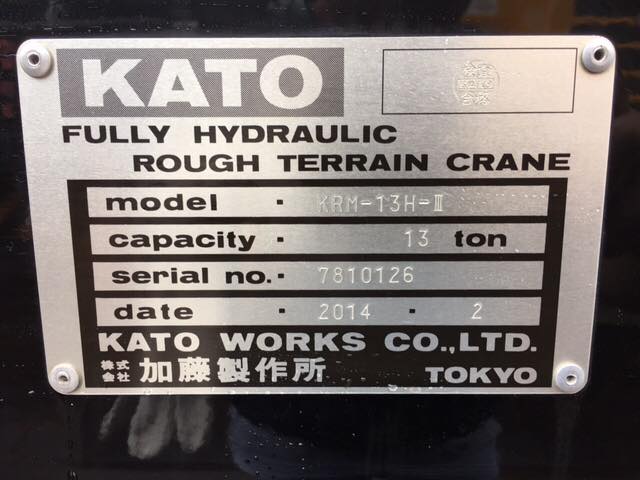 KATO
FULLY HYDRAULIC
ROUGH TERRAIN CRANE
model · KRM-13H-Ⅱ
capacity · 13 ton
serial no. · 7810126
date · 2014 · 2
KATO WORKS CO.,LTD.
株式会社 加藤製作所 TOKYO